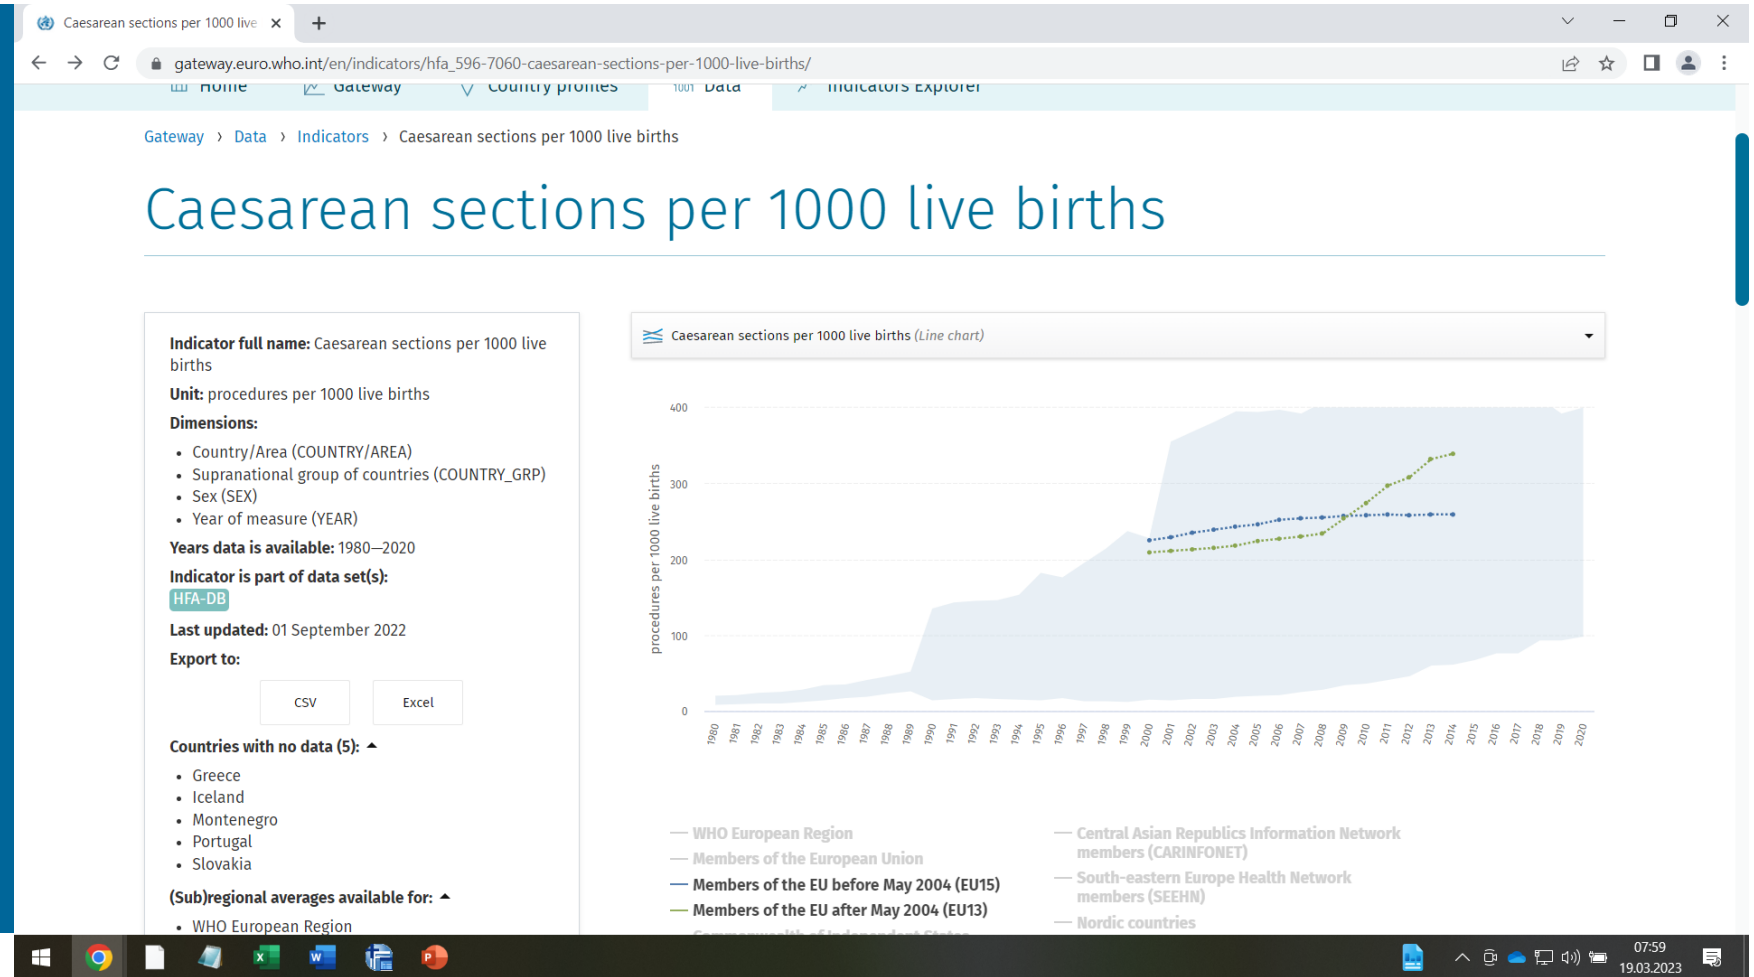 Caesarean sections per 1000 live
gateway.euro.who.int/en/indicators/hfa_596-7060-caesarean-sections-per-1000-live-births/
Home Gateway Country profiles 1001 Data Indicators Explorer
Gateway › Data › Indicators › Caesarean sections per 1000 live births
Caesarean sections per 1000 live births
Indicator full name: Caesarean sections per 1000 live
births
Unit: procedures per 1000 live births
Dimensions:
• Country/Area (COUNTRY/AREA)
• Supranational group of countries (COUNTRY_GRP)
• Sex (SEX)
• Year of measure (YEAR)
Years data is available: 1980—2020
Indicator is part of data set(s):
HFA-DB
Last updated: 01 September 2022
Export to:
CSV Excel
Countries with no data (5):
• Greece
• Iceland
• Montenegro
• Portugal
• Slovakia
(Sub)regional averages available for:
• WHO European Region
Caesarean sections per 1000 live births (Line chart)
procedures per 1000 live births
400
300
200
100
0
1980 1981 1982 1983 1984 1985 1986 1987 1988 1989 1990 1991 1992 1993 1994 1995 1996 1997 1998 1999 2000 2001 2002 2003 2004 2005 2006 2007 2008 2009 2010 2011 2012 2013 2014 2015 2016 2017 2018 2019 2020
WHO European Region
Members of the European Union
Members of the EU before May 2004 (EU15)
Members of the EU after May 2004 (EU13)
Commonwealth of Independent States
Central Asian Republics Information Network
members (CARINFONET)
South-eastern Europe Health Network
members (SEEHN)
Nordic countries
07:59
19.03.2023